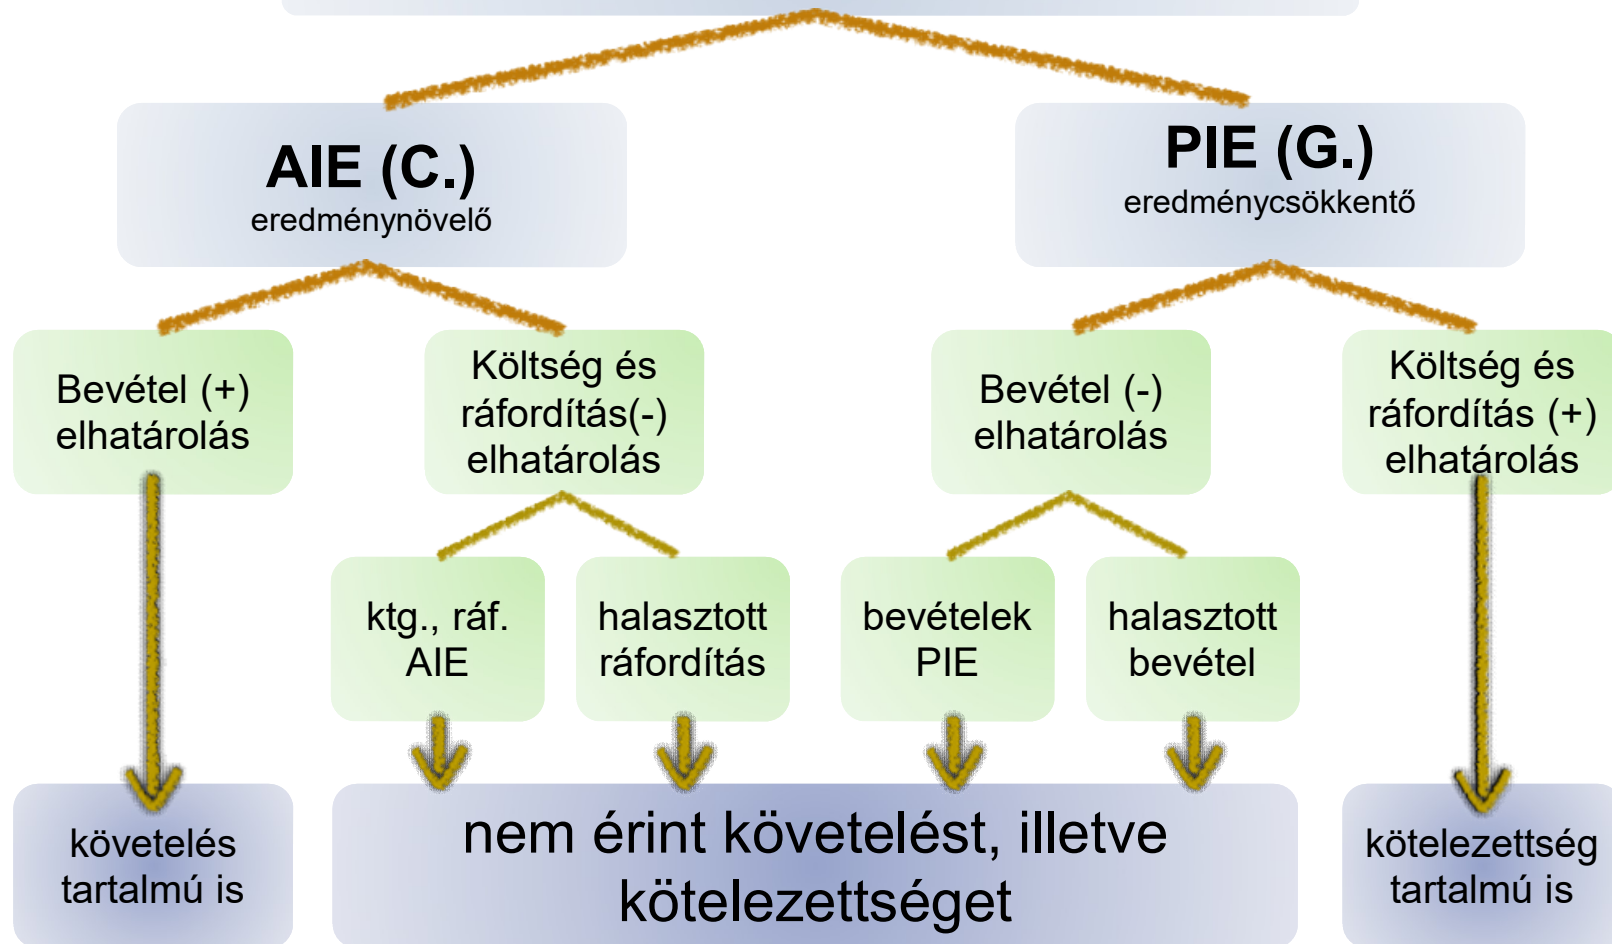 AIE (C.)
eredménynövelő
PIE (G.)
eredménycsökkentő
Bevétel (+)
elhatárolás
Költség és
ráfordítás(-)
elhatárolás
Bevétel (-)
elhatárolás
Költség és
ráfordítás (+)
elhatárolás
ktg., ráf.
AIE
halasztott
ráfordítás
bevételek
PIE
halasztott
bevétel
követelés
tartalmú is
nem érint követelést, illetve
kötelezettséget
kötelezettség
tartalmú is